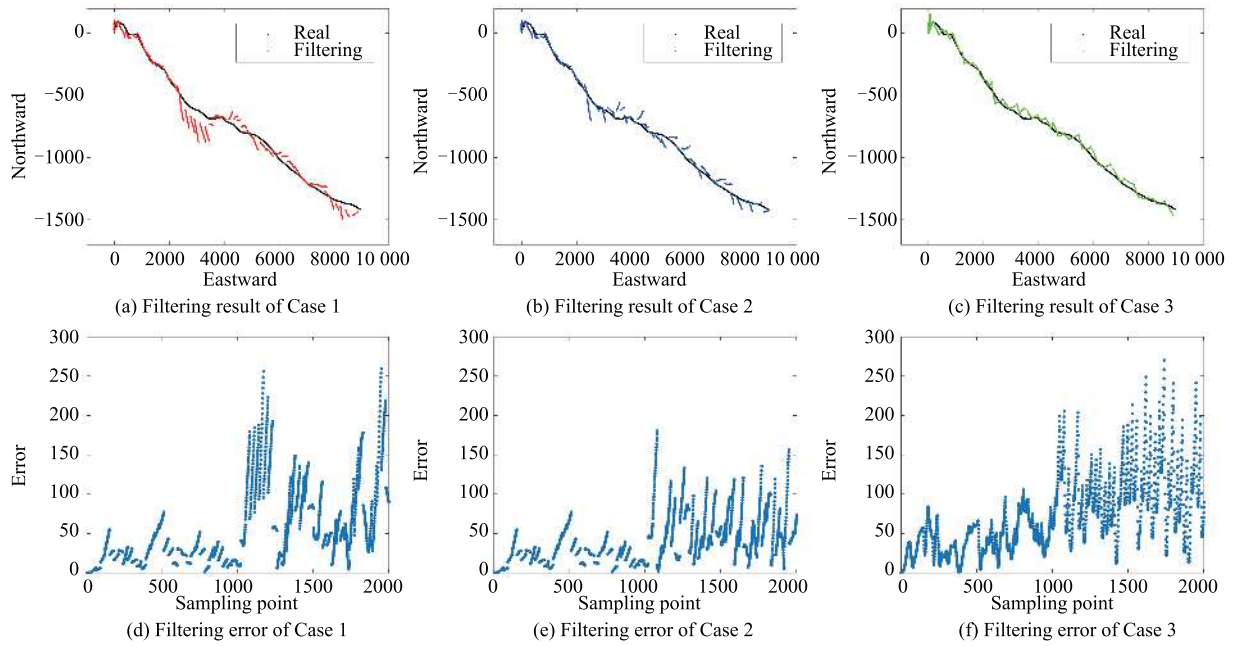 0
−500
−1000
−1500
Northward
Real
Filtering
0 2000 4000 6000 8000 10 000
Eastward
(a) Filtering result of Case 1
0
−500
−1000
−1500
Northward
Real
Filtering
0 2000 4000 6000 8000 10 000
Eastward
(b) Filtering result of Case 2
0
−500
−1000
−1500
Northward
Real
Filtering
0 2000 4000 6000 8000 10 000
Eastward
(c) Filtering result of Case 3
300
250
200
150
100
50
0
Error
0 500 1000 1500 2000
Sampling point
(d) Filtering error of Case 1
300
250
200
150
100
50
0
Error
0 500 1000 1500 2000
Sampling point
(e) Filtering error of Case 2
300
250
200
150
100
50
0
Error
0 500 1000 1500 2000
Sampling point
(f) Filtering error of Case 3